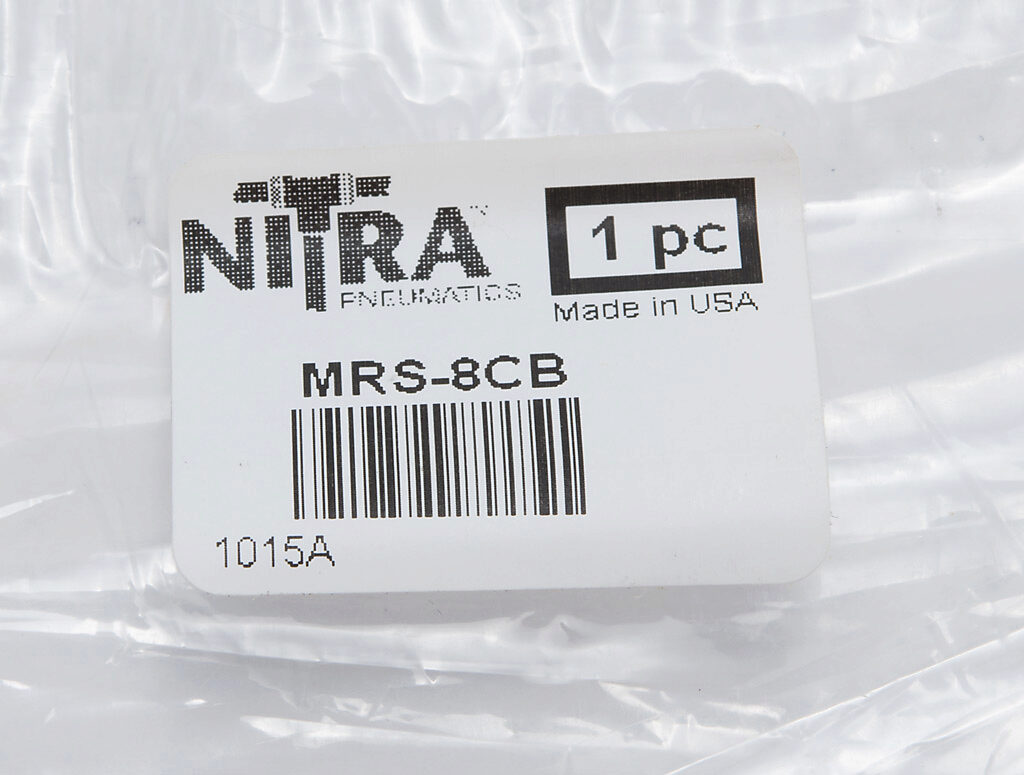 NITRA™
PNEUMATICS
1 pc
Made in USA
MRS-8CB
1015A